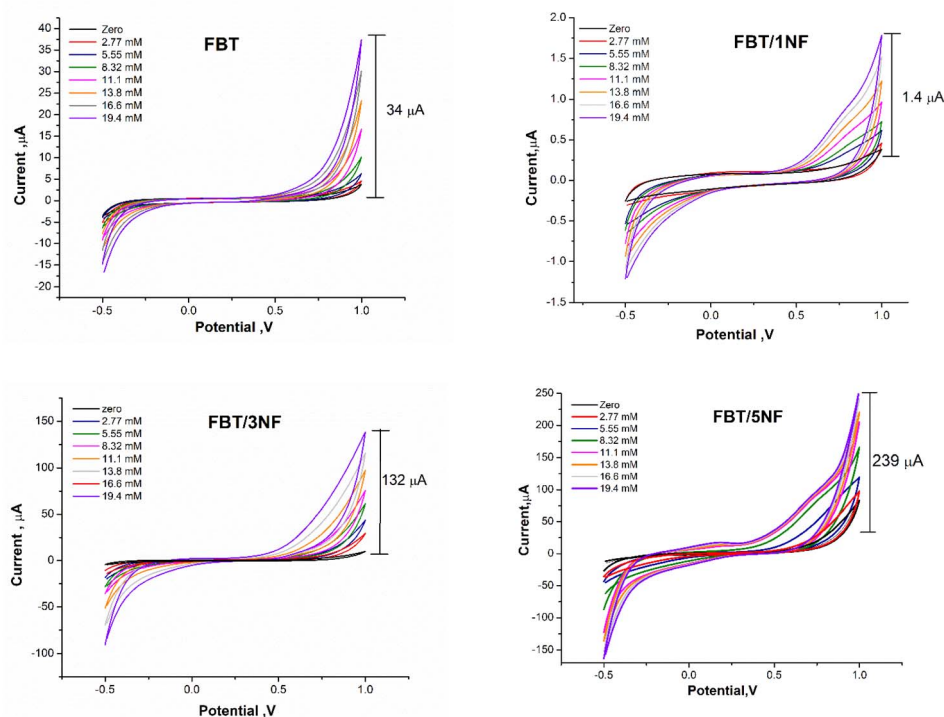 FBT
Zero
2.77 mM
5.55 mM
8.32 mM
11.1 mM
13.8 mM
16.6 mM
19.4 mM
40
35
30
25
20
15
10
5
0
-5
-10
-15
-20
Current ,µA
34 µA
-0.5 0.0 0.5 1.0
Potential ,V
FBT/1NF
Zero
2.77 mM
5.55 mM
8.32 mM
11.1 mM
13.8 mM
16.6 mM
19.4 mM
2.0
1.5
1.0
0.5
0.0
-0.5
-1.0
-1.5
Current ,µA
1.4 µA
-0.5 0.0 0.5 1.0
Potential ,V
FBT/3NF
zero
2.77 mM
5.55 mM
8.32 mM
11.1 mM
13.8 mM
16.6 mM
19.4 mM
150
100
50
0
-50
-100
Current , µA
132 µA
-0.5 0.0 0.5 1.0
Potential ,V
FBT/5NF
Zero
2.77 mM
5.55 mM
8.32 mM
11.1 mM
13.8 mM
16.6 mM
19.4 mM
250
200
150
100
50
0
-50
-100
-150
Current,µA
239 µA
-0.5 0.0 0.5 1.0
Potential,V